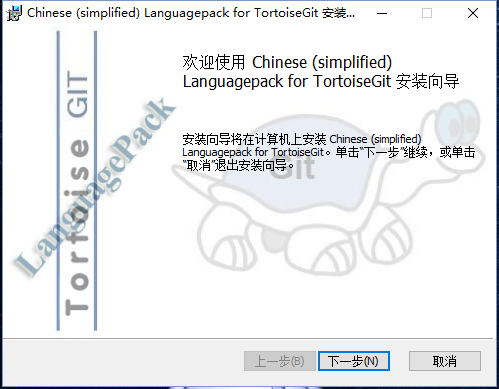 Chinese (simplified) Languagepack for TortoiseGit 安装...
欢迎使用 Chinese (simplified)
Languagepack for TortoiseGit 安装向导
安装向导将在计算机上安装 Chinese (simplified)
Languagepack for TortoiseGit。单击“下一步”继续，或单击
“取消”退出安装向导。
Tortoise GIT
LanguagePack
Git
上一步(B)
下一步(N)
取消